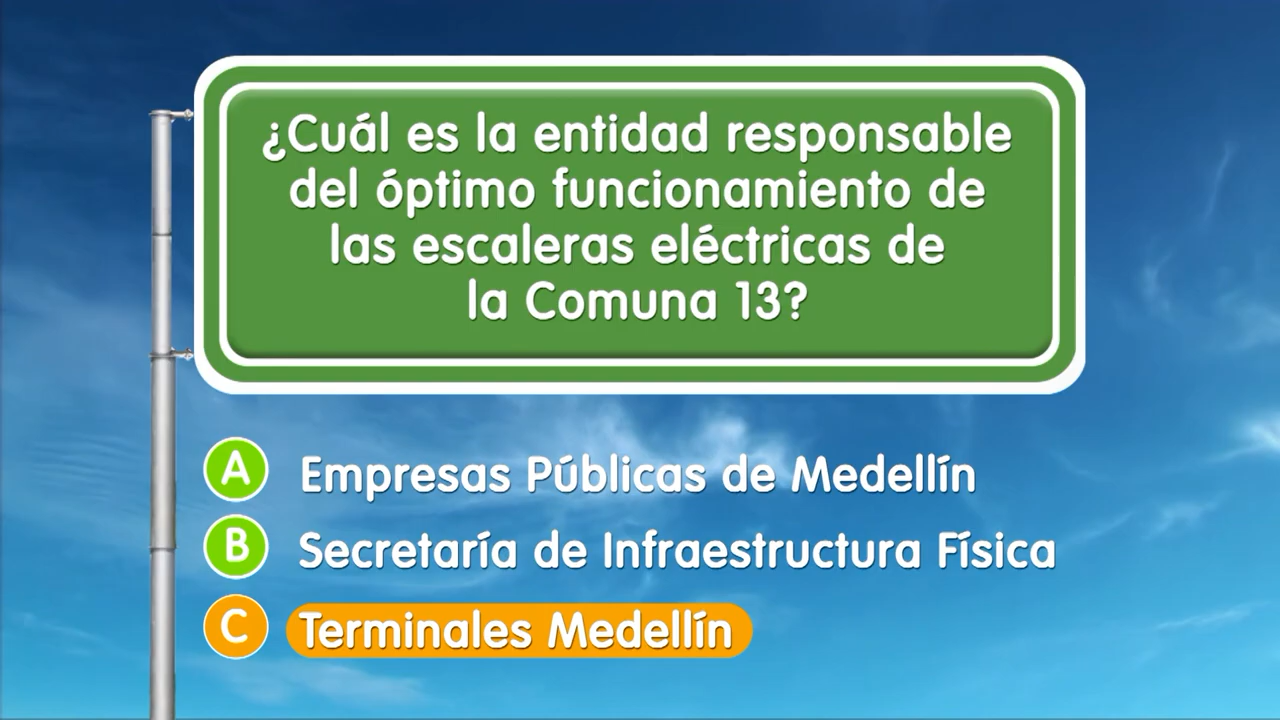 ¿Cuál es la entidad responsable
del óptimo funcionamiento de
las escaleras eléctricas de
la Comuna 13?
A Empresas Públicas de Medellín
B Secretaría de Infraestructura Física
C Terminales Medellín